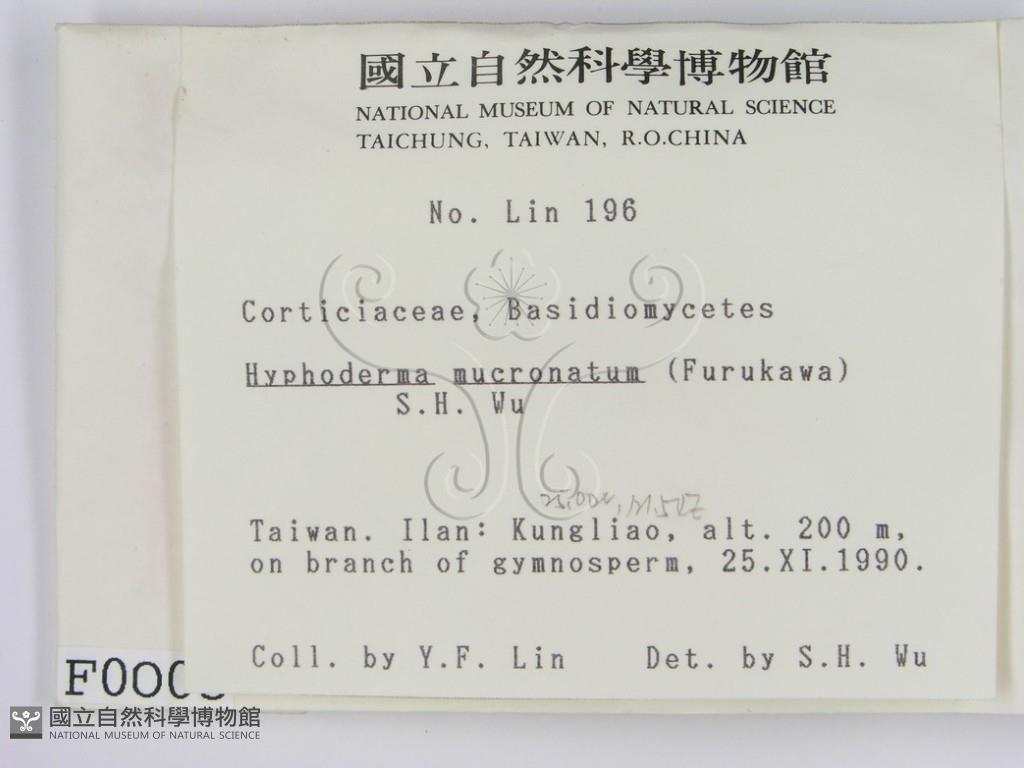 國立自然科學博物館
NATIONAL MUSEUM OF NATURAL SCIENCE
TAICHUNG, TAIWAN, R.O.CHINA
No. Lin 196
Corticiaceae, Basidiomycetes
Hyphoderma mucronatum (Furukawa)
S.H. Wu
Taiwan. Ilan: Kungliao, alt. 200 m,
on branch of gymnosperm, 25.XI.1990.
Coll. by Y.F. Lin Det. by S.H. Wu
國立自然科學博物館
NATIONAL MUSEUM OF NATURAL SCIENCE